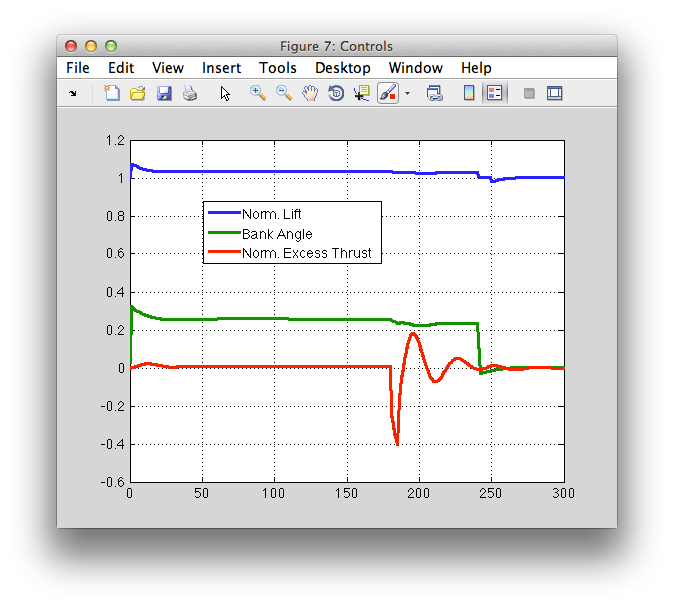 Figure 7: Controls
File Edit View Insert Tools Desktop Window Help
1.2
1
0.8
0.6
0.4
0.2
0
-0.2
-0.4
-0.6
Norm. Lift
Bank Angle
Norm. Excess Thrust
0 50 100 150 200 250 300